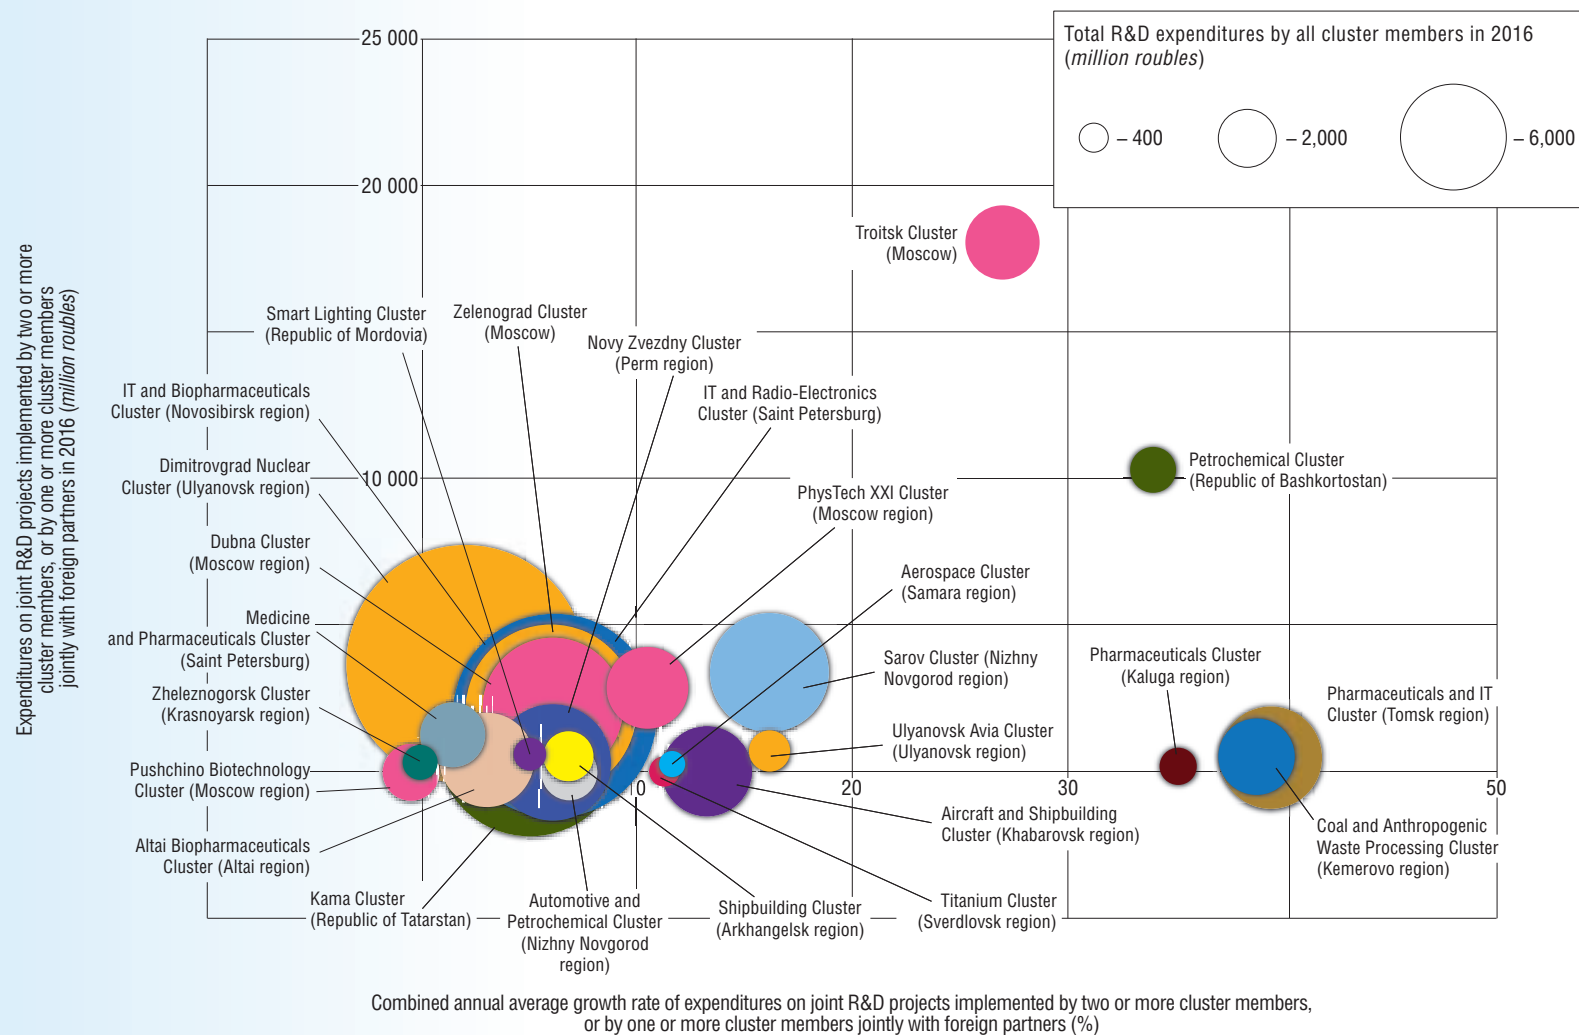 25 000
20 000
10 000
10
20
30
50
Total R&D expenditures by all cluster members in 2016
(million roubles)
– 400
– 2,000
– 6,000
Expenditures on joint R&D projects implemented by two or more
cluster members, or by one or more cluster members
jointly with foreign partners in 2016 (million roubles)
Troitsk Cluster
(Moscow)
Smart Lighting Cluster
(Republic of Mordovia)
Zelenograd Cluster
(Moscow)
Novy Zvezdny Cluster
(Perm region)
IT and Biopharmaceuticals
Cluster (Novosibirsk region)
IT and Radio-Electronics
Cluster (Saint Petersburg)
Dimitrovgrad Nuclear
Cluster (Ulyanovsk region)
Petrochemical Cluster
(Republic of Bashkortostan)
PhysTech XXI Cluster
(Moscow region)
Dubna Cluster
(Moscow region)
Aerospace Cluster
(Samara region)
Medicine
and Pharmaceuticals Cluster
(Saint Petersburg)
Sarov Cluster (Nizhny
Novgorod region)
Pharmaceuticals Cluster
(Kaluga region)
Pharmaceuticals and IT
Cluster (Tomsk region)
Zheleznogorsk Cluster
(Krasnoyarsk region)
Ulyanovsk Avia Cluster
(Ulyanovsk region)
Pushchino Biotechnology
Cluster (Moscow region)
Aircraft and Shipbuilding
Cluster (Khabarovsk region)
Coal and Anthropogenic
Waste Processing Cluster
(Kemerovo region)
Altai Biopharmaceuticals
Cluster (Altai region)
Kama Cluster
(Republic of Tatarstan)
Automotive and
Petrochemical Cluster
(Nizhny Novgorod
region)
Shipbuilding Cluster
(Arkhangelsk region)
Titanium Cluster
(Sverdlovsk region)
Combined annual average growth rate of expenditures on joint R&D projects implemented by two or more cluster members,
or by one or more cluster members jointly with foreign partners (%)